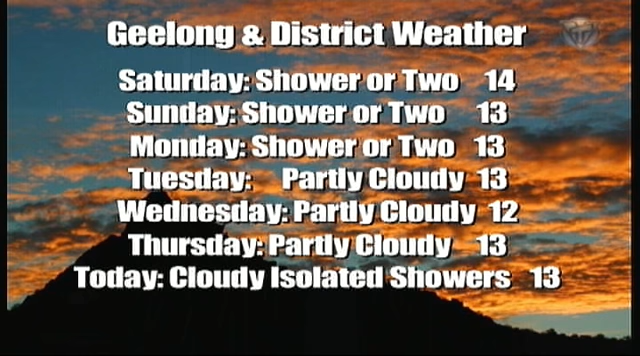 Geelong & District Weather
Saturday: Shower or Two 14
Sunday: Shower or Two 13
Monday: Shower or Two 13
Tuesday: Partly Cloudy 13
Wednesday: Partly Cloudy 12
Thursday: Partly Cloudy 13
Today: Cloudy Isolated Showers 13